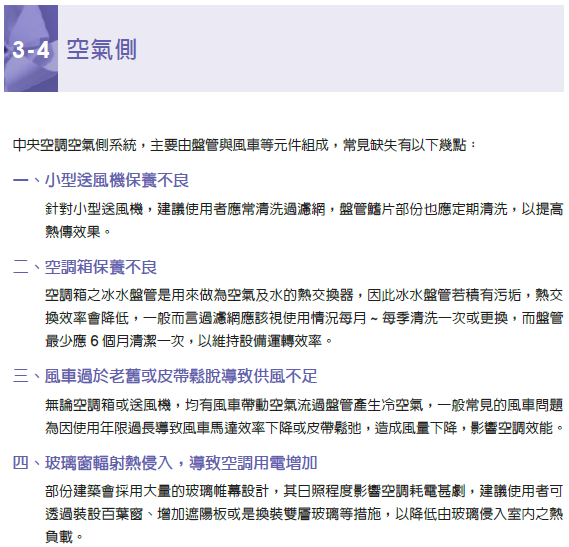 3-4 空氣側
中央空調空氣側系統，主要由盤管與風車等元件組成，常見缺失有以下幾點：
一、小型送風機保養不良
針對小型送風機，建議使用者應常清洗過濾網，盤管鰭片部份也應定期清洗，以提高
熱傳效果。
二、空調箱保養不良
空調箱之冰水盤管是用來做為空氣及水的熱交換器，因此冰水盤管若積有污垢，熱交
換效率會降低，一般而言過濾網應該視使用情況每月～每季清洗一次或更換，而盤管
最少應 6 個月清潔一次，以維持設備運轉效率。
三、風車過於老舊或皮帶鬆脫導致供風不足
無論空調箱或送風機，均有風車帶動空氣流過盤管產生冷空氣，一般常見的風車問題
為因使用年限過長導致風車馬達效率下降或皮帶鬆弛，造成風量下降，影響空調效能。
四、玻璃窗輻射熱侵入，導致空調用電增加
部份建築會採用大量的玻璃帷幕設計，其日照程度影響空調耗電甚劇，建議使用者可
透過裝設百葉窗、增加遮陽板或是換裝雙層玻璃等措施，以降低由玻璃侵入室內之熱
負載。